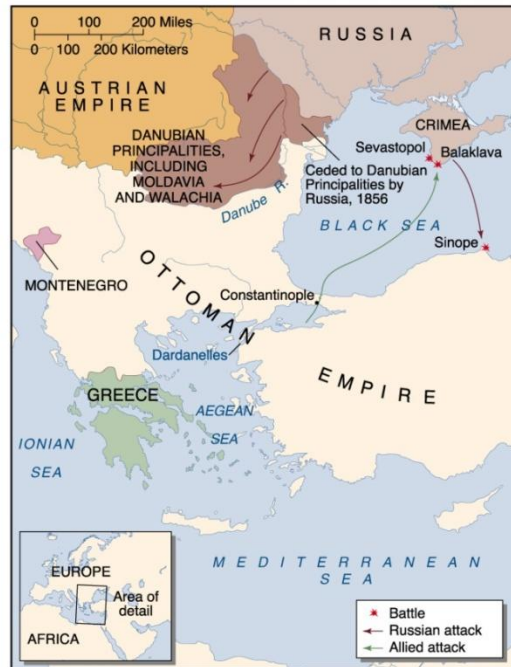 0 100 200 Miles
0 100 200 Kilometers
RUSSIA
AUSTRIAN
EMPIRE
CRIMEA
DANUBIAN
PRINCIPALITIES,
INCLUDING
MOLDAVIA
AND WALACHIA
Sevastopol
Balaklava
Ceded to Danubian
Principalities by
Russia, 1856
Danube R.
BLACK SEA
Sinope
MONTENEGRO
OTTOMAN
EMPIRE
Constantinople
Dardanelles
GREECE
AEGEAN
SEA
IONIAN
SEA
MEDITERRANEAN
SEA
EUROPE
Area of
detail
AFRICA
Battle
Russian attack
Allied attack